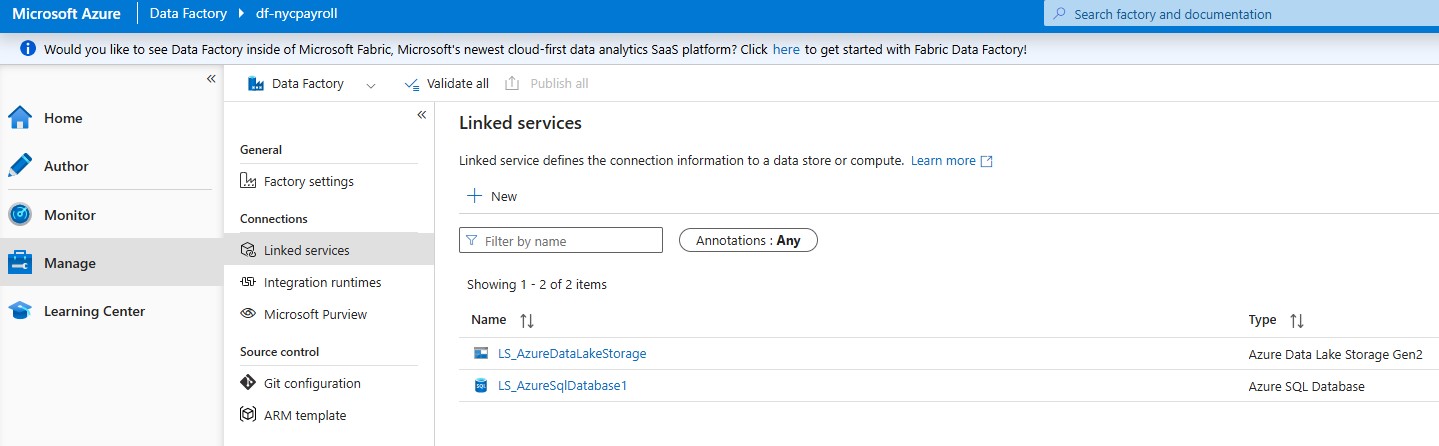 Microsoft Azure Data Factory df-nycpayroll Search factory and documentation
Would you like to see Data Factory inside of Microsoft Fabric, Microsoft's newest cloud-first data analytics SaaS platform? Click here to get started with Fabric Data Factory!
Data Factory Validate all Publish all
Home
Author
Monitor
Manage
Learning Center
General
Factory settings
Connections
Linked services
Integration runtimes
Microsoft Purview
Source control
Git configuration
ARM template
Linked services
Linked service defines the connection information to a data store or compute. Learn more
New
Filter by name Annotations : Any
Showing 1 - 2 of 2 items
Name Type
LS_AzureDataLakeStorage Azure Data Lake Storage Gen2
SQL LS_AzureSqlDatabase1 Azure SQL Database